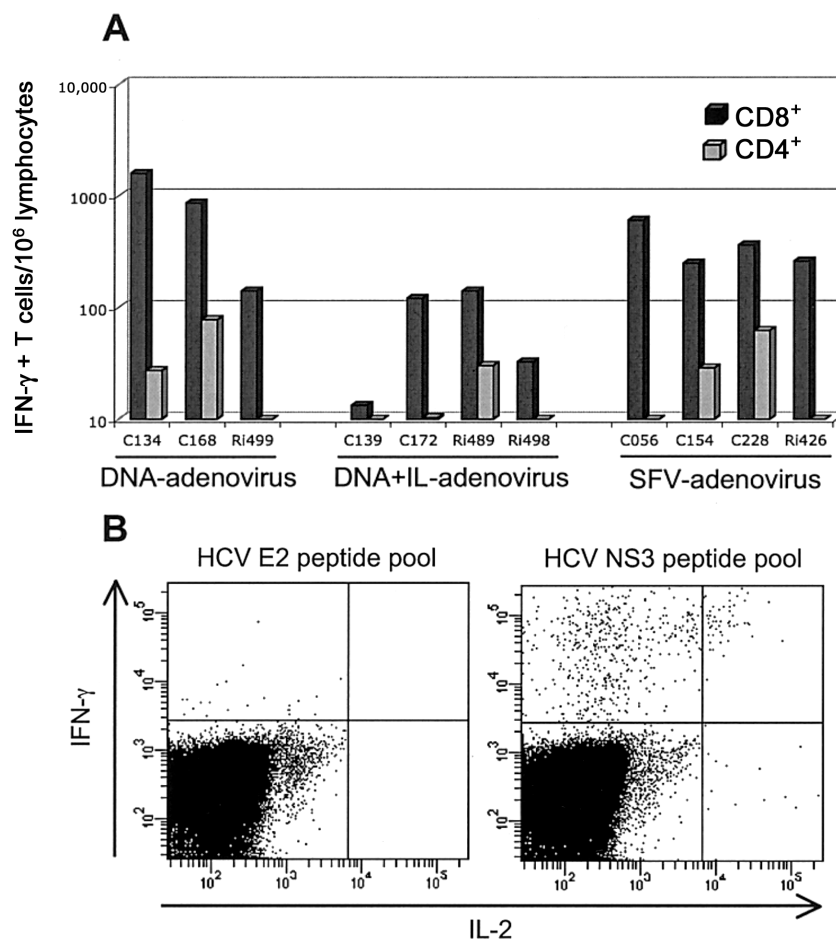 A
IFN-γ + T cells/10⁶ lymphocytes
10,000
1000
100
10
CD8⁺
CD4⁺
C134 C168 Ri499 C139 C172 Ri489 Ri498 C056 C154 C228 Ri426
DNA-adenovirus DNA+IL-adenovirus SFV-adenovirus
B
HCV E2 peptide pool HCV NS3 peptide pool
IFN-γ
10⁵ 10⁵
10⁴ 10⁴
10³ 10³
10² 10²
10² 10³ 10⁴ 10⁵ 10² 10³ 10⁴ 10⁵
IL-2